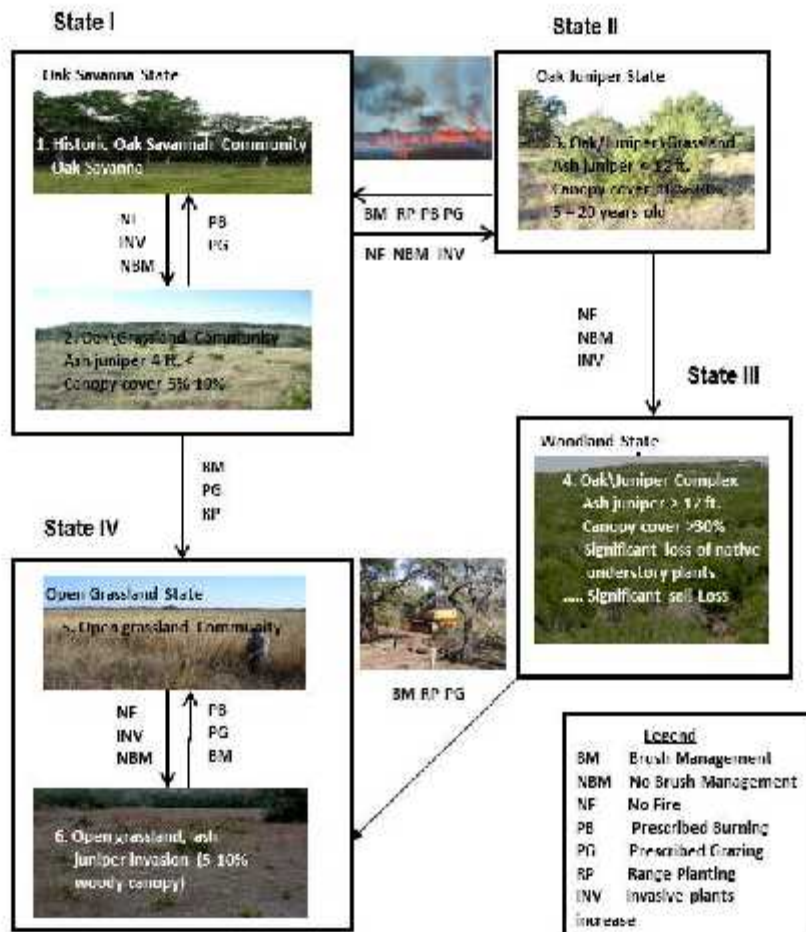 State I
State II
Oak Savanna State
1. Historic Oak Savannah Community
Oak Savanna
NF
INV
NBM
PB
PG
2. Oak\Grassland Community
Ash juniper 4 ft. <
Canopy cover 5% 10%
BM RP PB PG
NF NBM INV
Oak Juniper State
3. Oak/Juniper\Grassland
Ash juniper < 12 ft.
Canopy cover
5 – 20 years old
NF
NBM
INV
State III
Woodland State
4. Oak\Juniper Complex
Ash juniper > 12 ft.
Canopy cover >30%
Significant loss of native
understory plants
Significant soil Loss
BM
PG
RP
State IV
Open Grassland State
5. Open grassland Community
NF
INV
NBM
PB
PG
BM
6. Open grassland, ash
Juniper invasion (5 10%
woody canopy)
BM RP PG
Legend
BM Brush Management
NBM No Brush Management
NF No Fire
PB Prescribed Burning
PG Prescribed Grazing
RP Range Planting
INV Invasive plants
increase